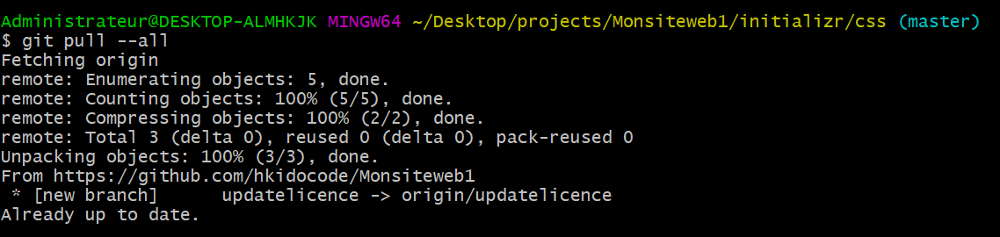 Administrateur@DESKTOP-ALMHKJK MINGW64 ~/Desktop/projects/Monsiteweb1/initializr/css (master)
$ git pull --all
Fetching origin
remote: Enumerating objects: 5, done.
remote: Counting objects: 100% (5/5), done.
remote: Compressing objects: 100% (2/2), done.
remote: Total 3 (delta 0), reused 0 (delta 0), pack-reused 0
Unpacking objects: 100% (3/3), done.
From https://github.com/hkidocode/Monsiteweb1
 * [new branch]      updatelicence -> origin/updatelicence
Already up to date.